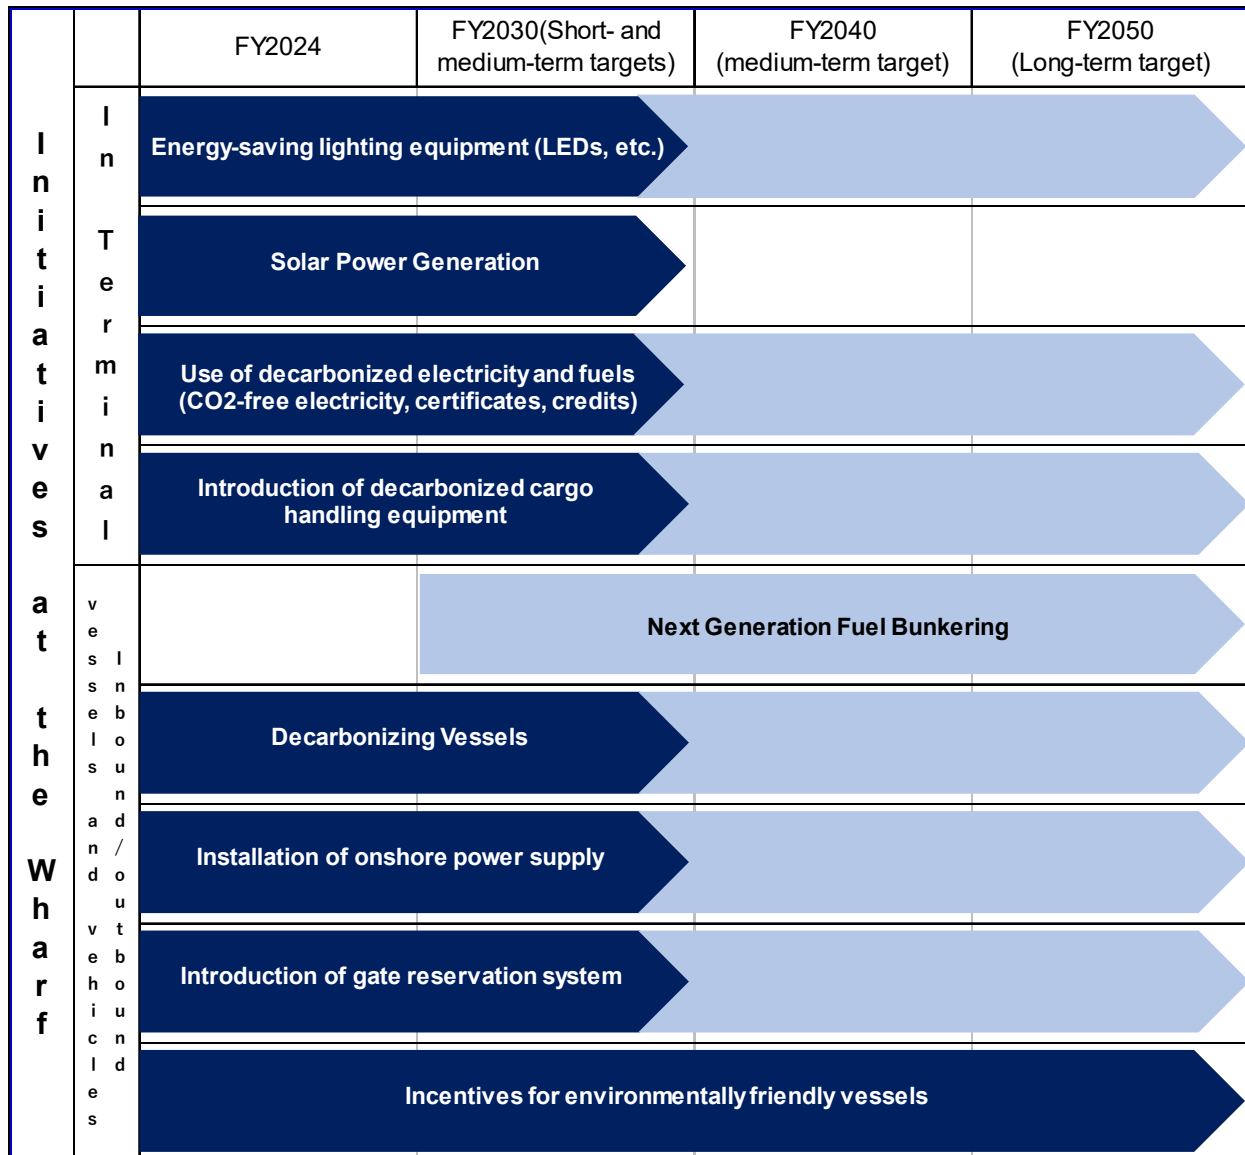 FY2024
FY2030(Short- and
medium-term targets)
FY2040
(medium-term target)
FY2050
(Long-term target)
Initiatives at the Wharf
In Terminal
Energy-saving lighting equipment (LEDs, etc.)
Solar Power Generation
Use of decarbonized electricity and fuels
(CO2-free electricity, certificates, credits)
Introduction of decarbonized cargo
handling equipment
Inbound/outbound
vessels and vehicles
Next Generation Fuel Bunkering
Decarbonizing Vessels
Installation of onshore power supply
Introduction of gate reservation system
Incentives for environmentally friendly vessels